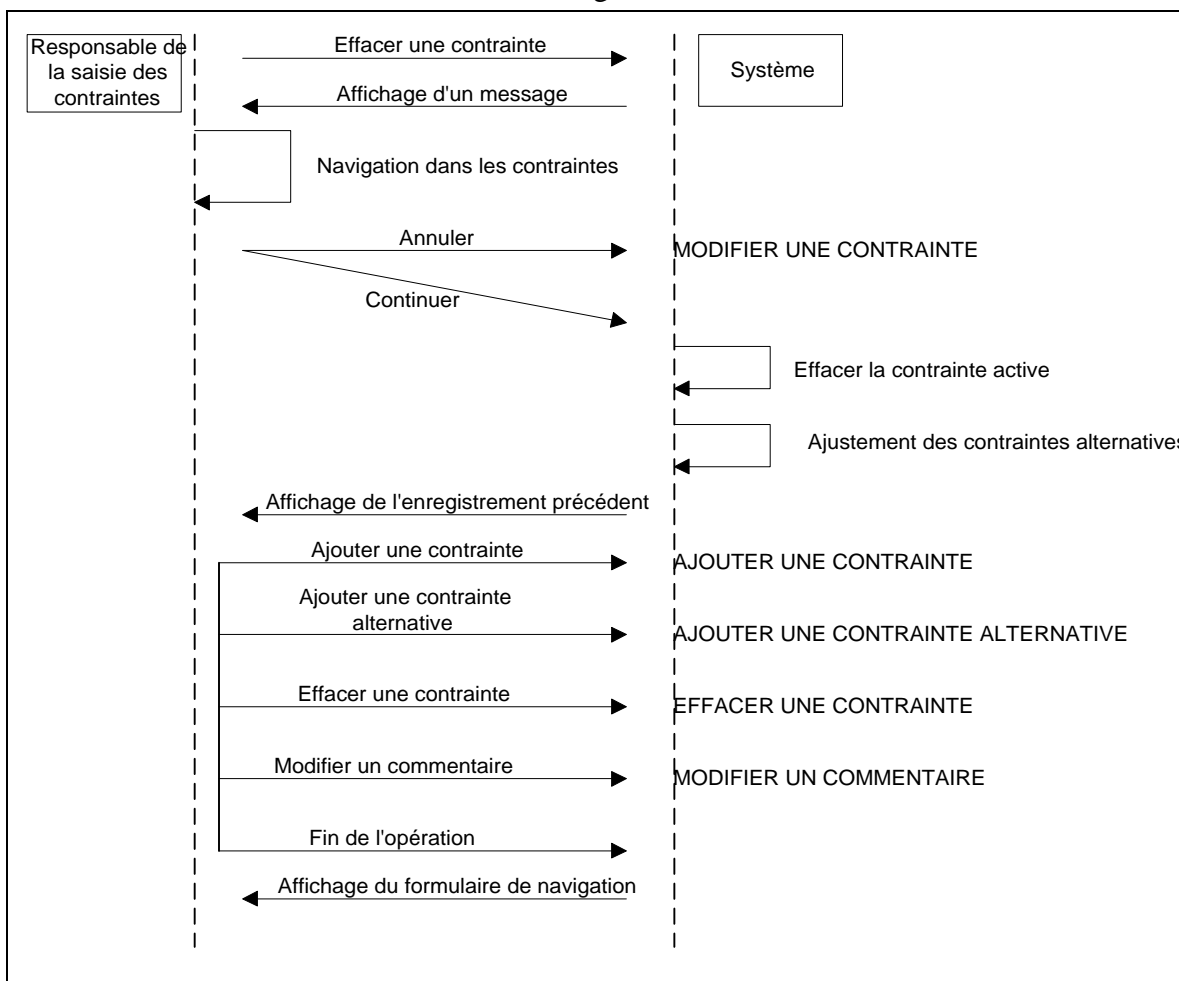 Responsable de
la saisie des
contraintes
Effacer une contrainte
Système
Affichage d'un message
Navigation dans les contraintes
Annuler
MODIFIER UNE CONTRAINTE
Continuer
Effacer la contrainte active
Ajustement des contraintes alternatives
Affichage de l'enregistrement précédent
Ajouter une contrainte
AJOUTER UNE CONTRAINTE
Ajouter une contrainte
alternative
AJOUTER UNE CONTRAINTE ALTERNATIVE
Effacer une contrainte
EFFACER UNE CONTRAINTE
Modifier un commentaire
MODIFIER UN COMMENTAIRE
Fin de l'opération
Affichage du formulaire de navigation